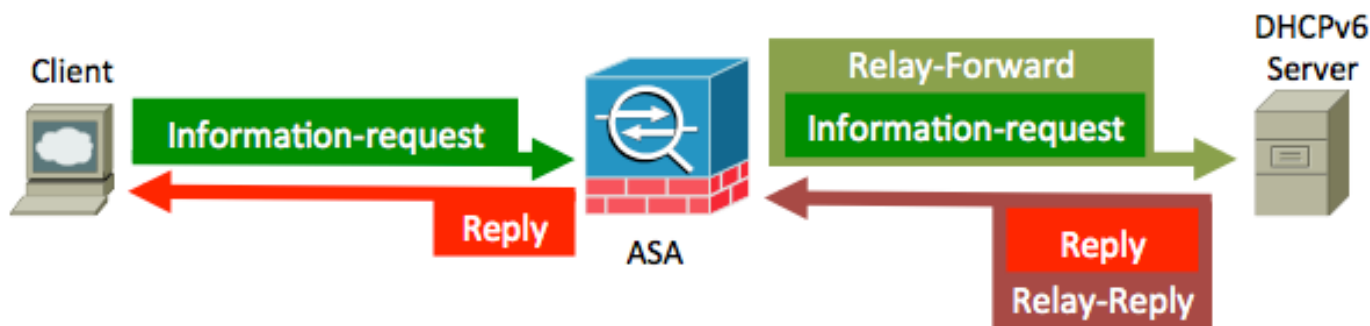 Client
Information-request
Reply
ASA
Relay-Forward
Information-request
Reply
Relay-Reply
DHCPv6
Server